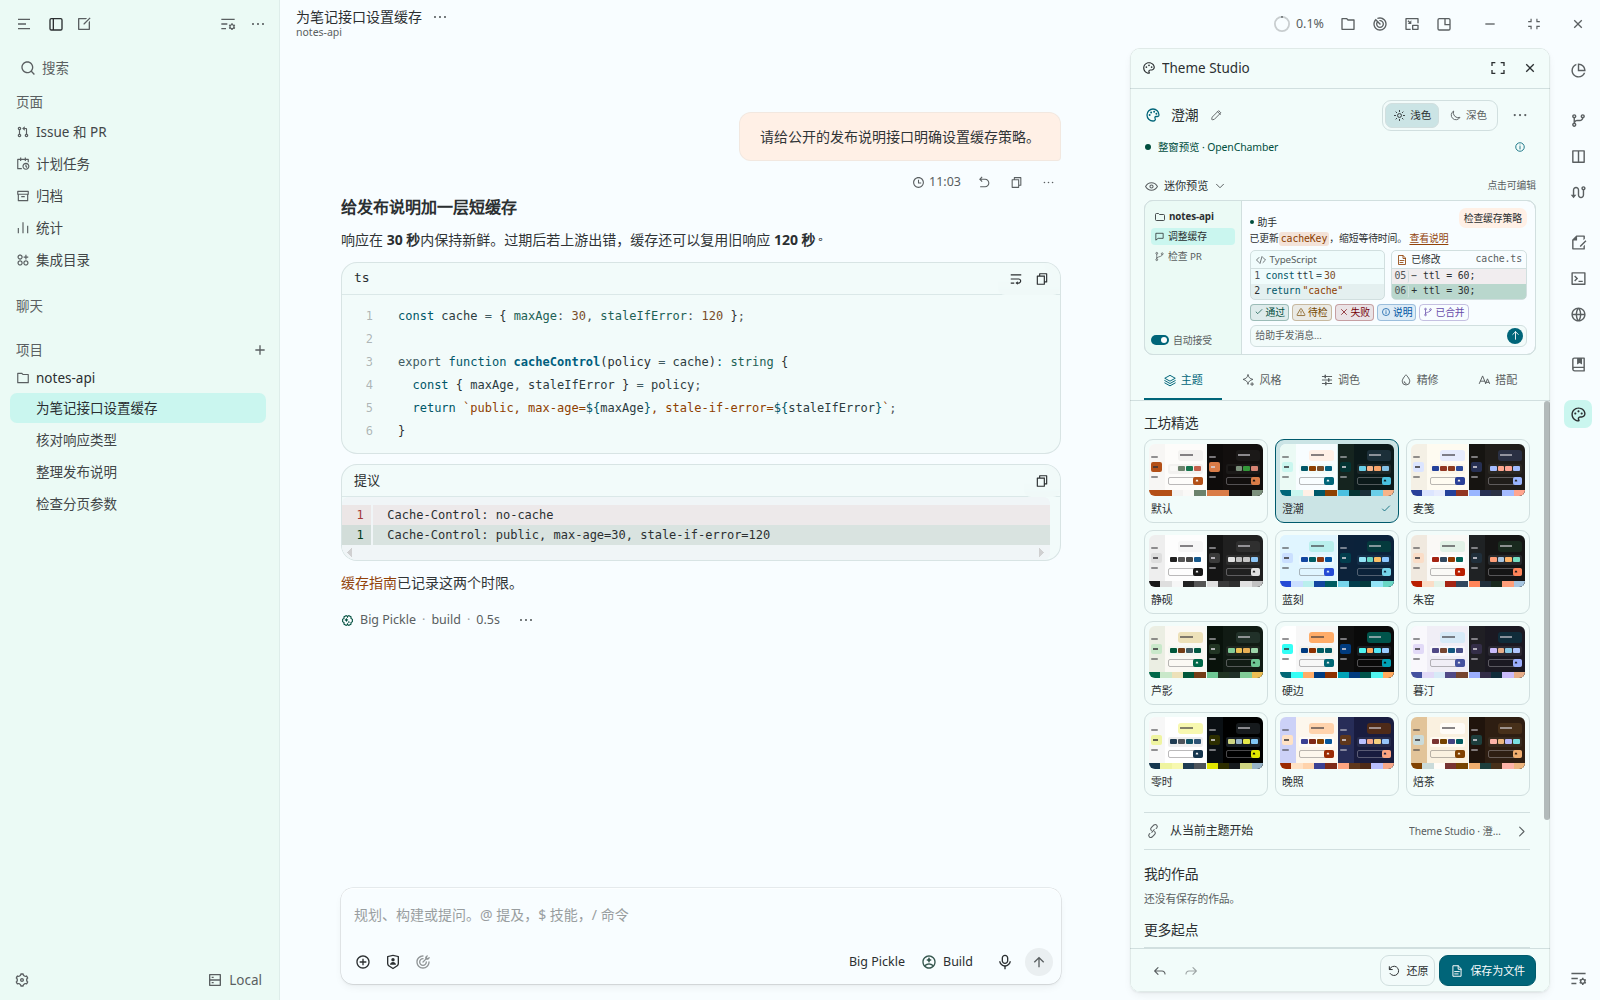 搜索
页面
Issue 和 PR
计划任务
归档
统计
集成目录
聊天
项目
notes-api
为笔记接口设置缓存
核对响应类型
整理发布说明
检查分页参数
Local
为笔记接口设置缓存
notes-api
0.1%
请给公开的发布说明接口明确设置缓存策略。
11:03
给发布说明加一层短缓存
响应在 30 秒内保持新鲜。过期后若上游出错，缓存还可以复用旧响应 120 秒。
ts
1 const cache = { maxAge: 30, staleIfError: 120 };
2
3 export function cacheControl(policy = cache): string {
4 const { maxAge, staleIfError } = policy;
5 return `public, max-age=${maxAge}, stale-if-error=${staleIfError}`;
6 }
提议
1 Cache-Control: no-cache
1 Cache-Control: public, max-age=30, stale-if-error=120
缓存指南已记录这两个时限。
Big Pickle · build · 0.5s
规划、构建或提问。@ 提及，$ 技能，/ 命令
Big Pickle
Build
Theme Studio
澄潮
浅色
深色
整窗预览 · OpenChamber
迷你预览
点击可编辑
notes-api
调整缓存
检查 PR
自动接受
检查缓存策略
助手
已更新 cacheKey，缩短等待时间。 查看说明
TypeScript
1 const ttl = 30
2 return "cache"
已修改 cache.ts
05 − ttl = 60;
06 + ttl = 30;
通过
待检
失败
说明
已合并
给助手发消息...
主题
风格
调色
精修
搭配
工坊精选
默认
澄潮
麦笺
静砚
蓝刻
朱窑
芦影
硬边
暮汀
零时
晚照
焙茶
从当前主题开始
Theme Studio · 澄...
我的作品
还没有保存的作品。
更多起点
还原
保存为文件